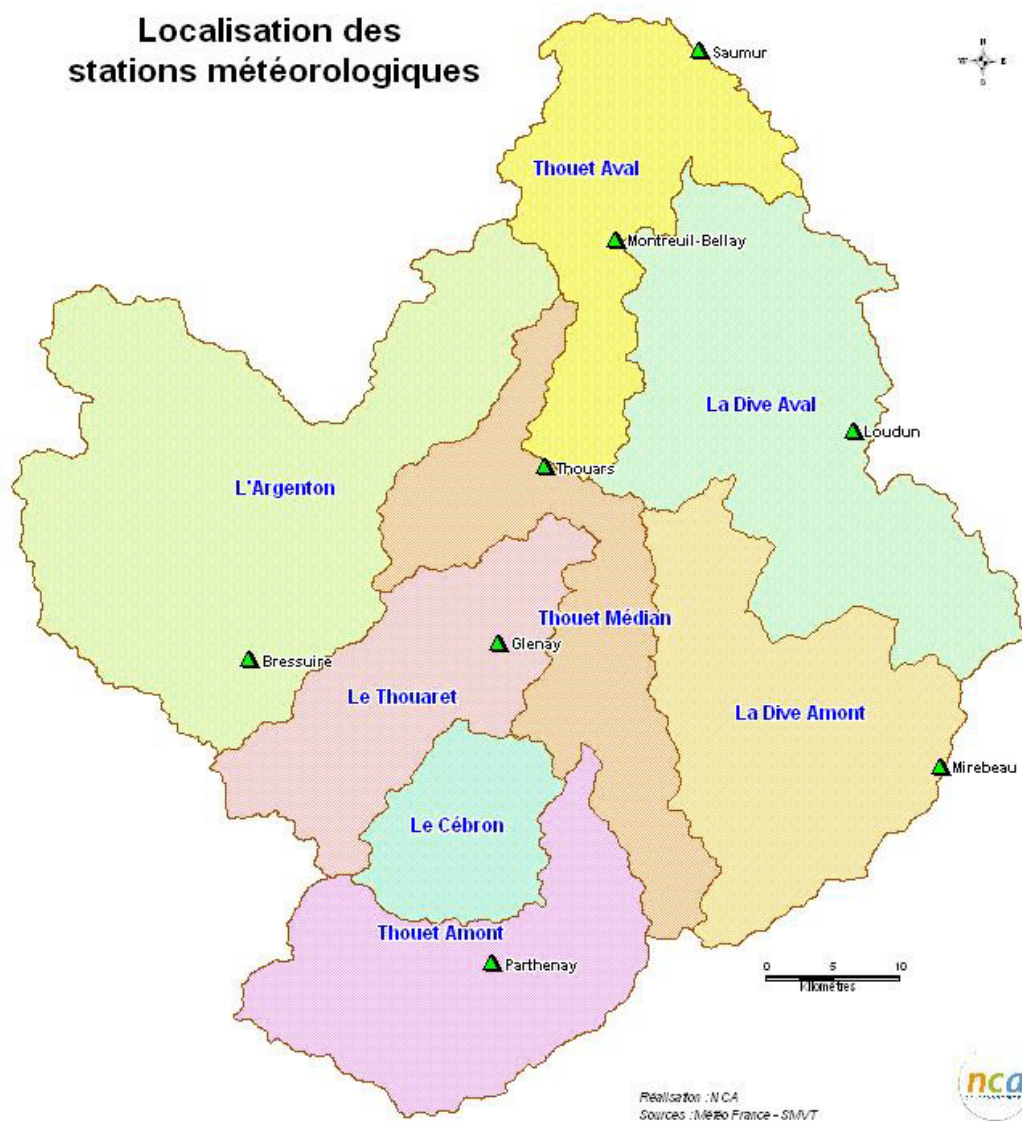 Localisation des
stations météorologiques
N
W E
S
Saumur
Thouet Aval
Montreuil-Bellay
La Dive Aval
Loudun
Thouars
L'Argenton
Thouet Médian
Glenay
Bressuire
Le Thouaret
La Dive Amont
Mirebeau
Le Cébron
Thouet Amont
Parthenay
0 5 10
Kilomètres
Réalisation : NCA
Sources : Météo France - SMVT
nca